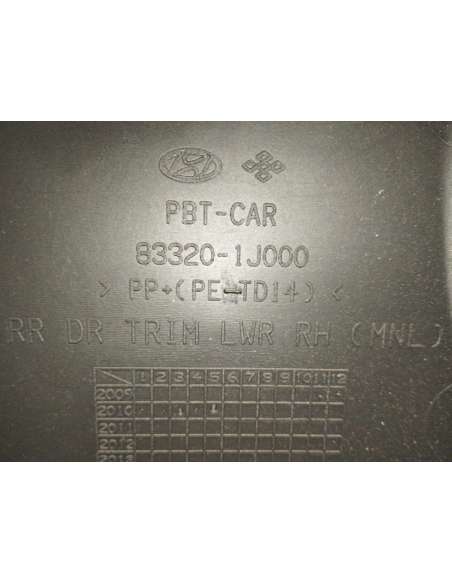 PBT-CAR
83320-1J000
> PP+(PE-TD14) <
RR DR TRIM LWR RH (MNL)
1 2 3 4 5 6 7 8 9 10 11 12
2009
2010
2011
2012
2013